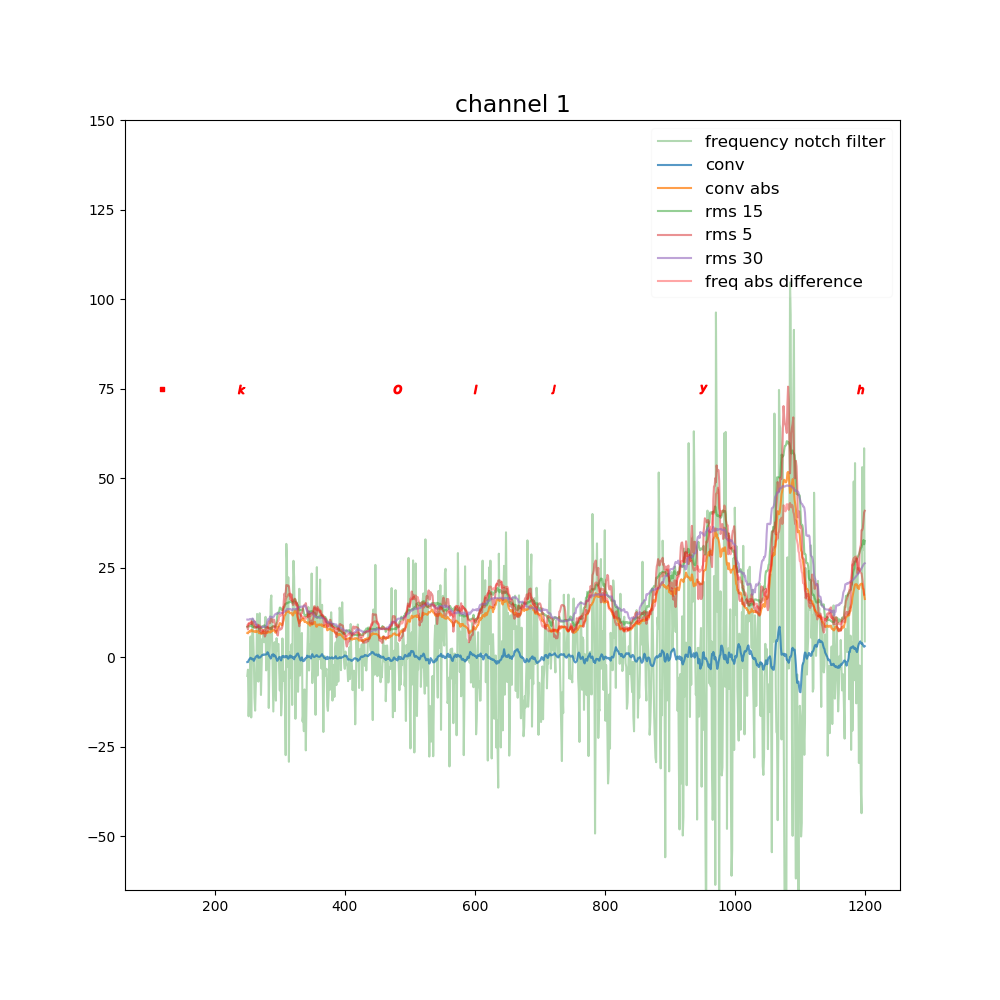 channel 1
150
125
100
75
50
25
0
−25
−50
frequency notch filter
conv
conv abs
rms 15
rms 5
rms 30
freq abs difference
k O l J y h
200 400 600 800 1000 1200